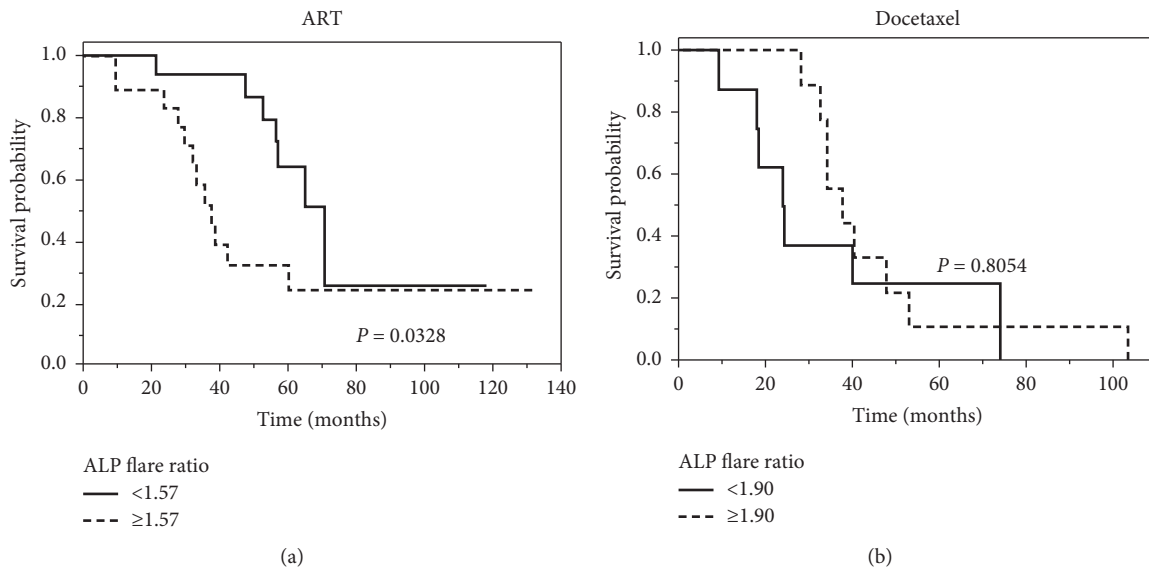 ART
Survival probability
1.0
0.8
0.6
0.4
0.2
0.0
P = 0.0328
0 20 40 60 80 100 120 140
Time (months)
ALP flare ratio
<1.57
≥1.57
(a)
Docetaxel
Survival probability
1.0
0.8
0.6
0.4
0.2
0.0
P = 0.8054
0 20 40 60 80 100
Time (months)
ALP flare ratio
<1.90
≥1.90
(b)